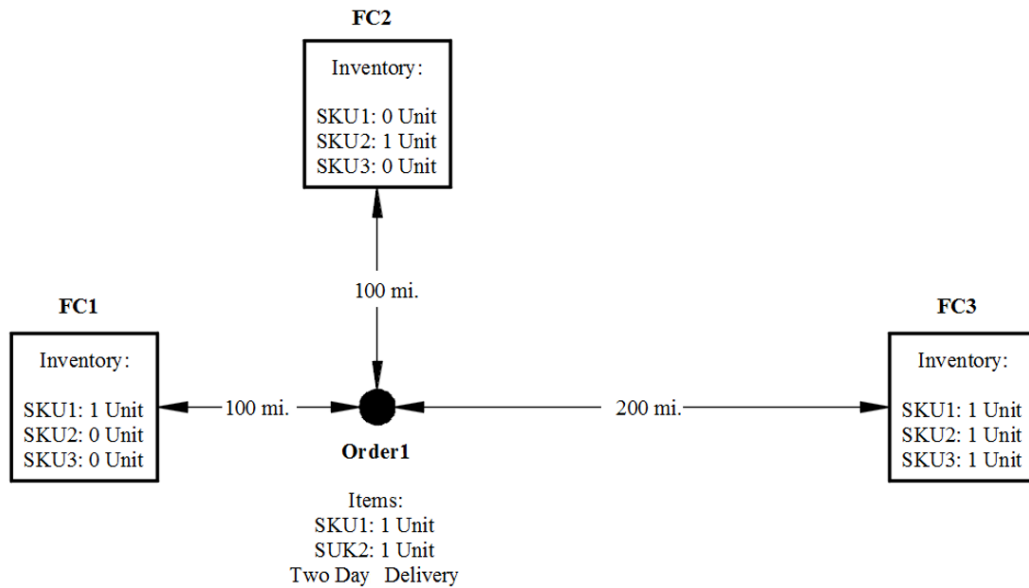 FC2
Inventory:
SKU1: 0 Unit
SKU2: 1 Unit
SKU3: 0 Unit
100 mi.
FC1
Inventory:
SKU1: 1 Unit
SKU2: 0 Unit
SKU3: 0 Unit
100 mi.
Order1
Items:
SKU1: 1 Unit
SUK2: 1 Unit
Two Day Delivery
200 mi.
FC3
Inventory:
SKU1: 1 Unit
SKU2: 1 Unit
SKU3: 1 Unit